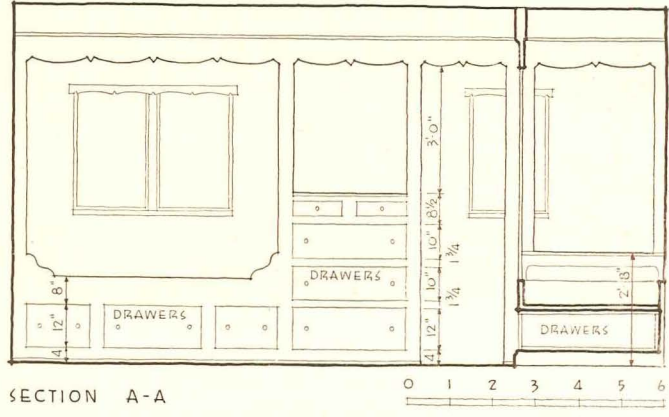 3'-0"
8½
10"
1¾
DRAWERS
10"
1¾
8"
12"
4
DRAWERS
12"
4
2'-8"
DRAWERS
SECTION A-A
0 1 2 3 4 5 6